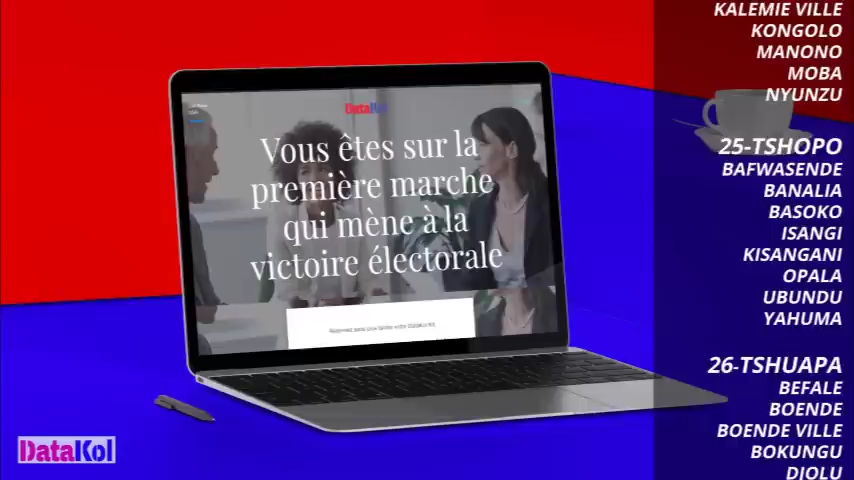 DataKol
Vous êtes sur la
première marche
qui mène à la
victoire électorale
KALEMIE VILLE
KONGOLO
MANONO
MOBA
NYUNZU
25-TSHOPO
BAFWASENDE
BANALIA
BASOKO
ISANGI
KISANGANI
OPALA
UBUNDU
YAHUMA
26-TSHUAPA
BEFALE
BOENDE
BOENDE VILLE
BOKUNGU
DJOLU
DataKol